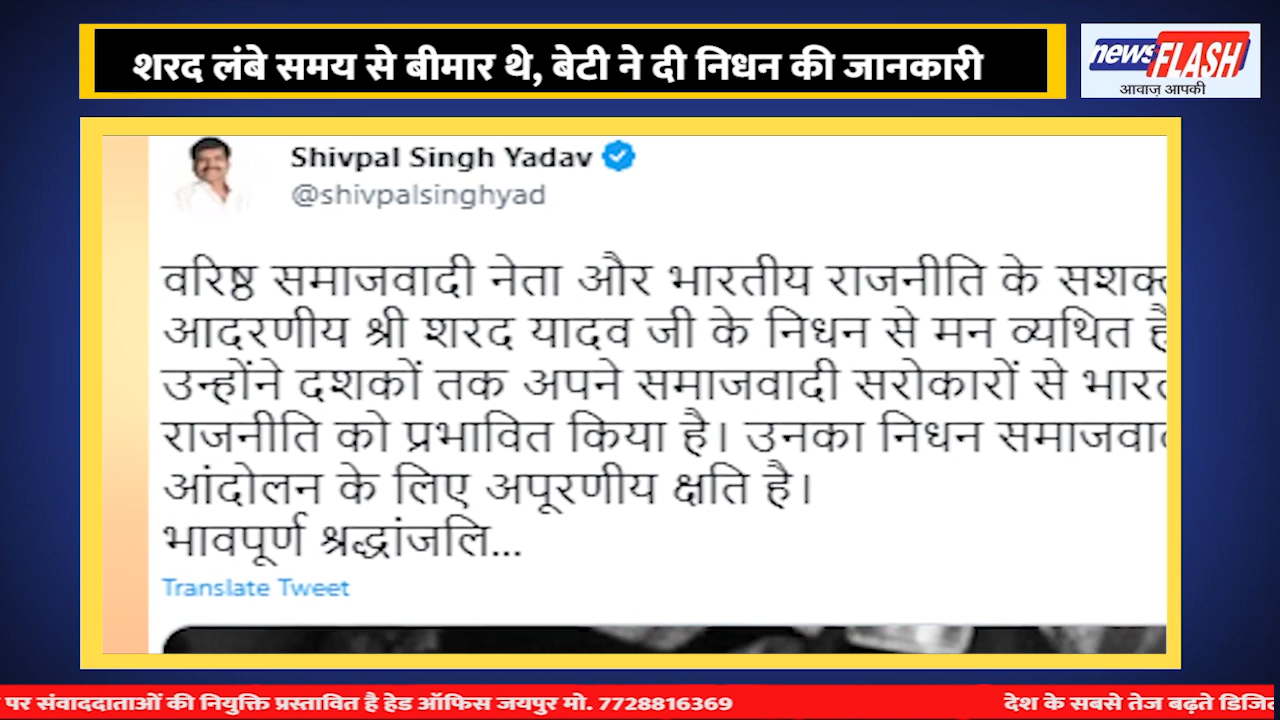 शरद लंबे समय से बीमार थे, बेटी ने दी निधन की जानकारी
news FLASH
आवाज़ आपकी
Shivpal Singh Yadav
@shivpalsinghyad
वरिष्ठ समाजवादी नेता और भारतीय राजनीति के सशक्त
आदरणीय श्री शरद यादव जी के निधन से मन व्यथित है
उन्होंने दशकों तक अपने समाजवादी सरोकारों से
राजनीति को प्रभावित किया है। उनका निधन
आंदोलन के लिए अपूरणीय क्षति है।
भावपूर्ण श्रद्धांजलि...
Translate Tweet
पर संवाददाताओं की नियुक्ति प्रस्तावित है हेड ऑफिस जयपुर मो. 7728816369 देश के सबसे तेज बढ़ते